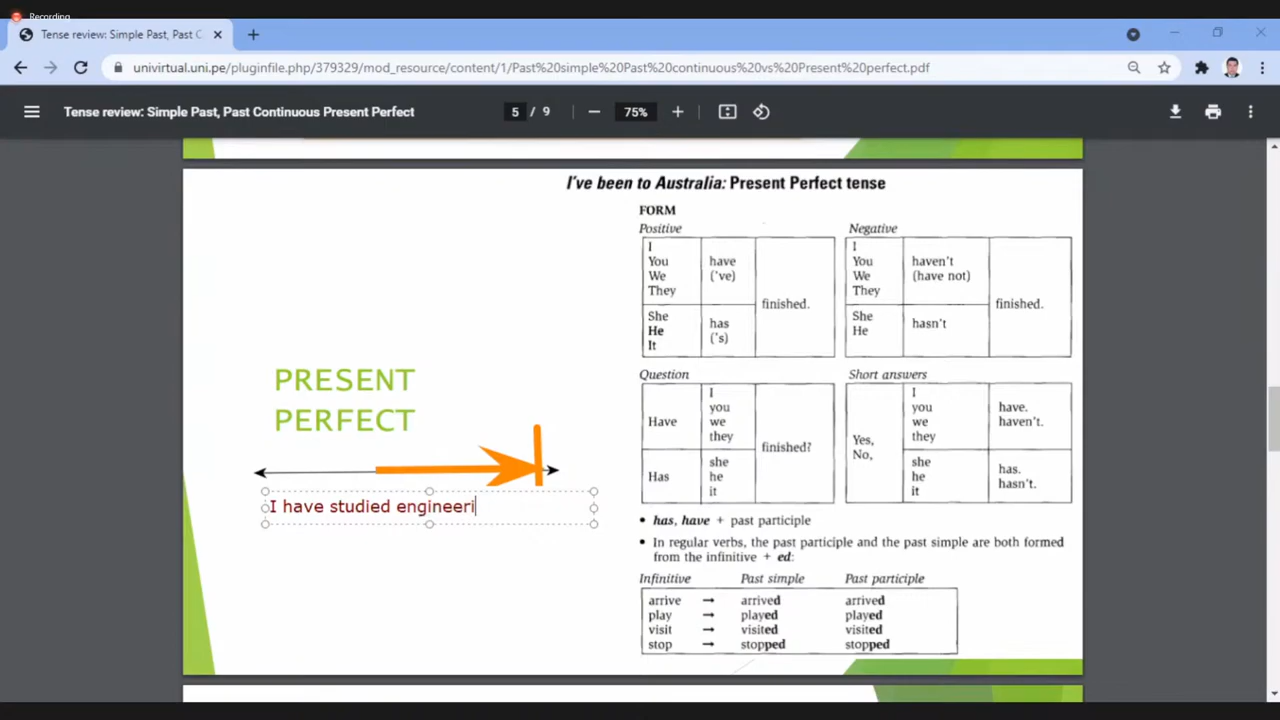 Recording
Tense review: Simple Past, Past C
univirtual.uni.pe/pluginfile.php/379329/mod_resource/content/1/Past%20simple%20Past%20continuous%20vs%20Present%20perfect.pdf
Tense review: Simple Past, Past Continuous Present Perfect
5 / 9
75%
I've been to Australia: Present Perfect tense
FORM
Positive
I
You
We
They
have
('ve)
She
He
It
has
('s)
finished.
Negative
I
You
We
They
haven't
(have not)
She
He
hasn't
finished.
PRESENT
PERFECT
I have studied engineeri
Question
Have
I
you
we
they
Has
she
he
it
finished?
Short answers
Yes,
No,
I
you
we
they
have.
haven't.
she
he
it
has.
hasn't.
• has, have + past participle
• In regular verbs, the past participle and the past simple are both formed
from the infinitive + ed:
Infinitive Past simple Past participle
arrive → arrived arrived
play → played played
visit → visited visited
stop → stopped stopped